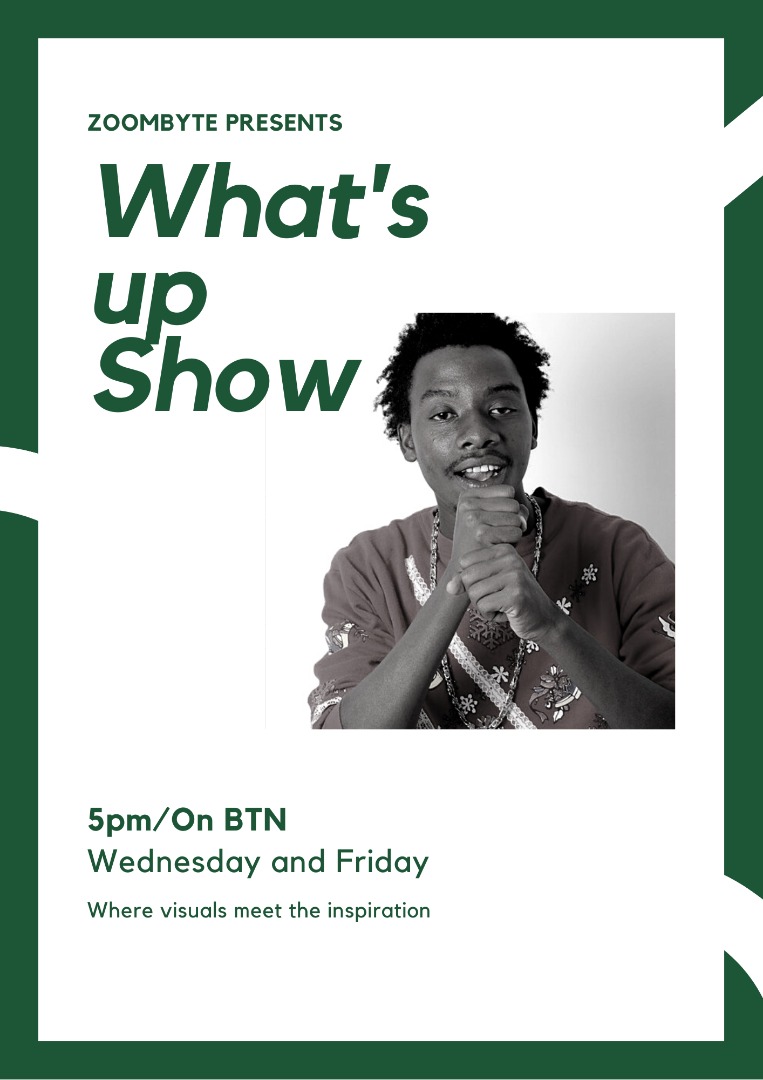 ZOOMBYTE PRESENTS
What's
up
Show
5pm/On BTN
Wednesday and Friday
Where visuals meet the inspiration